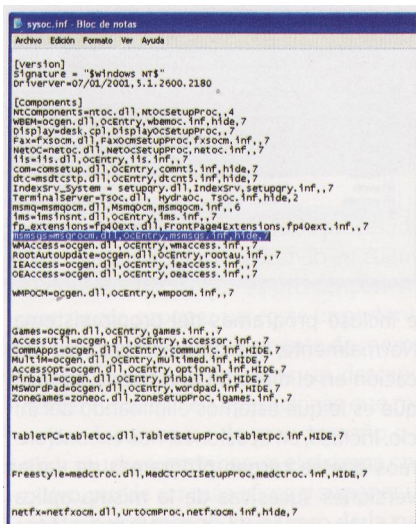 sysoc.inf - Bloc de notas
Archivo Edición Formato Ver Ayuda
[Version]
Signature = "$Windows NT$"
DriverVer=07/01/2001,5.1.2600.2180
[Components]
NtComponents=ntoc.dll,NtOcSetupProc,,4
WBEM=ocgen.dll,OcEntry,wbemoc.inf,hide,7
Display=desk.cpl,DisplayOcSetupProc,,7
Fax=fxsocm.dll,FaxOcmSetupProc,fxsocm.inf,,7
NetOC=netoc.dll,NetOcSetupProc,netoc.inf,,7
iis=iis.dll,OcEntry,iis.inf,,7
com=comsetup.dll,OcEntry,comnt5.inf,hide,7
dtc=msdtcstp.dll,OcEntry,dtcnt5.inf,hide,7
IndexSrv_System = setupqry.dll,IndexSrv,setupqry.inf,,7
TerminalServer=TsOc.dll, HydraOc, TsOc.inf,hide,2
msmq=msmqocm.dll,MsmqOcm,msmqocm.inf,,6
ims=imsinsnt.dll,OcEntry,ims.inf,,7
fp_extensions=fp40ext.dll,FrontPage4Extensions,fp40ext.inf,,7
msmsgs=msgrocm.dll,OcEntry,msmsgs.inf,hide,7
WMAccess=ocgen.dll,OcEntry,wmaccess.inf,,7
RootAutoUpdate=ocgen.dll,OcEntry,rootau.inf,,7
IEAccess=ocgen.dll,OcEntry,ieaccess.inf,,7
OEAccess=ocgen.dll,OcEntry,oeaccess.inf,,7
WMPOCM=ocgen.dll,OcEntry,wmpocm.inf,,7
Games=ocgen.dll,OcEntry,games.inf,,7
AccessUtil=ocgen.dll,OcEntry,accessor.inf,,7
CommApps=ocgen.dll,OcEntry,communic.inf,HIDE,7
MultiM=ocgen.dll,OcEntry,multimed.inf,HIDE,7
AccessOpt=ocgen.dll,OcEntry,optional.inf,HIDE,7
Pinball=ocgen.dll,OcEntry,pinball.inf,HIDE,7
MSWordPad=ocgen.dll,OcEntry,wordpad.inf,HIDE,7
ZoneGames=zoneoc.dll,ZoneSetupProc,igames.inf,,7
TabletPC=tabletoc.dll,TabletSetupProc,Tabletpc.inf,HIDE,7
Freestyle=medctroc.dll,MedCtrOCISetupProc,medctroc.inf,HIDE,7
netfx=netfxocm.dll,UrtOcmProc,netfxocm.inf,hide,7